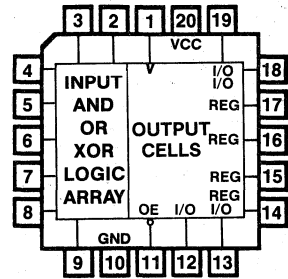 3 2 1 20 19
VCC
4 V I/O 18
INPUT I/O
5 AND REG 17
OR OUTPUT
6 XOR CELLS REG 16
7 LOGIC REG 15
ARRAY REG
8 OE I/O I/O 14
GND
9 10 11 12 13